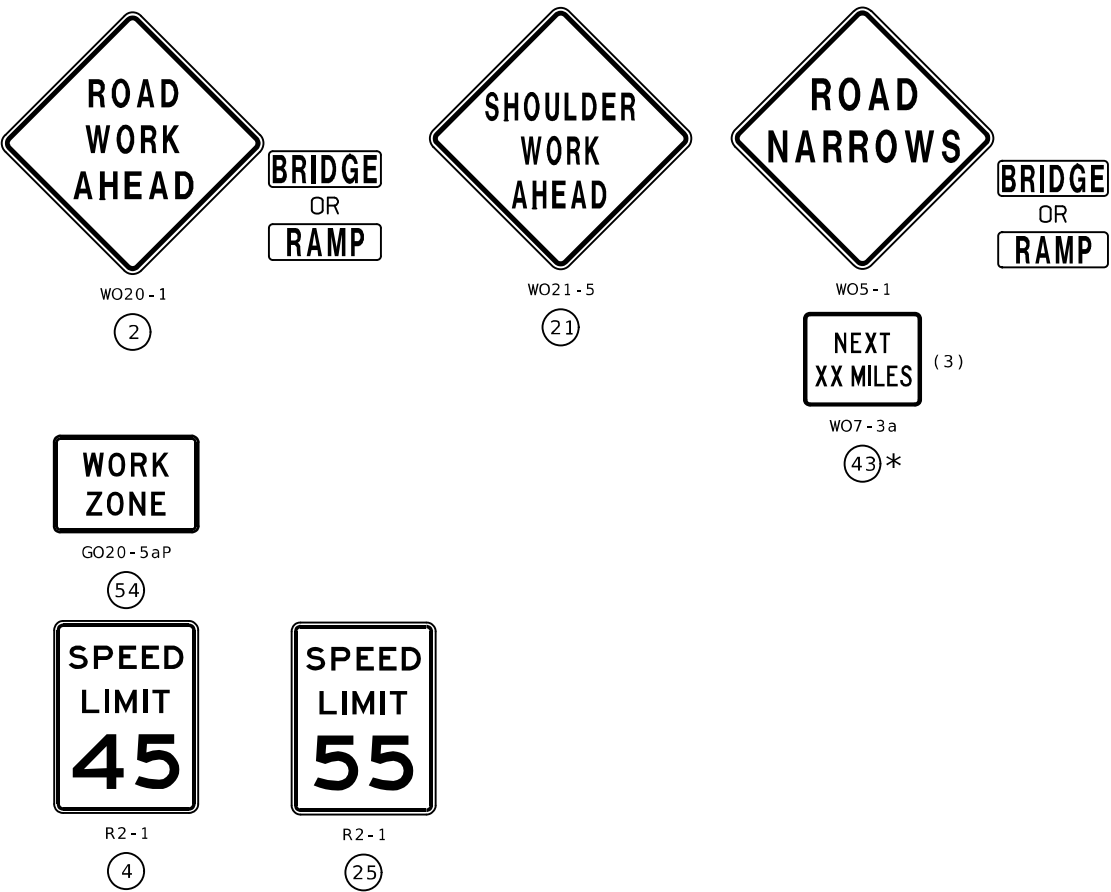 ROAD
WORK
AHEAD
BRIDGE
OR
RAMP
WO20-1
2
SHOULDER
WORK
AHEAD
WO21-5
21
ROAD
NARROWS
BRIDGE
OR
RAMP
WO5-1
NEXT
XX MILES
(3)
WO7-3a
43*
WORK
ZONE
GO20-5aP
54
SPEED
LIMIT
45
R2-1
4
SPEED
LIMIT
55
R2-1
25